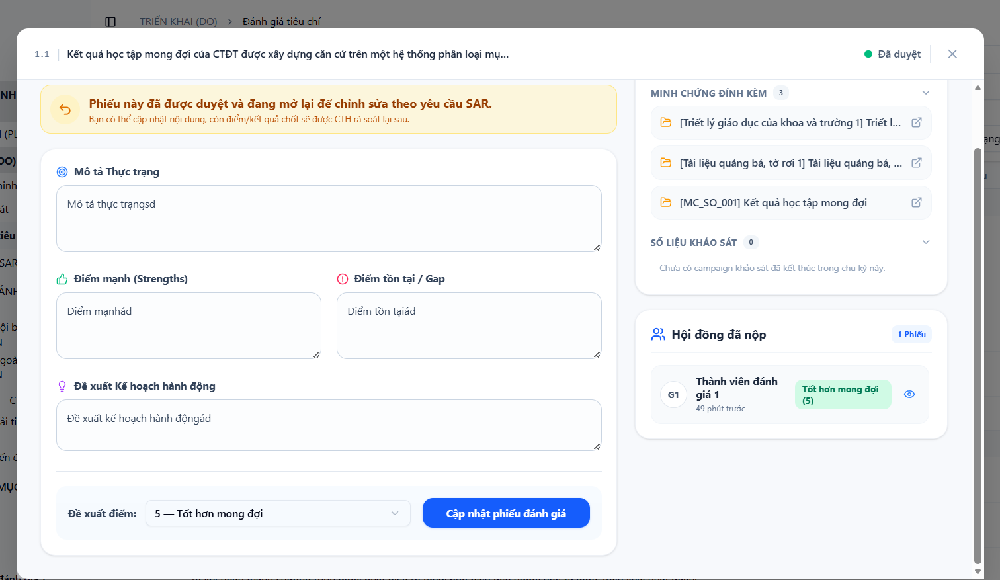 TRIỂN KHAI (DO) > Đánh giá tiêu chí
1.1 | Kết quả học tập mong đợi của CTĐT được xây dựng căn cứ trên một hệ thống phân loại mụ...
Đã duyệt
Phiếu này đã được duyệt và đang mở lại để chỉnh sửa theo yêu cầu SAR.
Bạn có thể cập nhật nội dung, còn điểm/kết quả chốt sẽ được CTH rà soát lại sau.
Mô tả Thực trạng
Mô tả thực trạngsd
Điểm mạnh (Strengths)
Điểm mạnhád
Điểm tồn tại / Gap
Điểm tồn tạiád
Đề xuất Kế hoạch hành động
Đề xuất kế hoạch hành độngád
Đề xuất điểm:
5 — Tốt hơn mong đợi
Cập nhật phiếu đánh giá
MINH CHỨNG ĐÍNH KÈM 3
[Triết lý giáo dục của khoa và trường 1] Triết l...
[Tài liệu quảng bá, tờ rơi 1] Tài liệu quảng bá, ...
[MC_SO_001] Kết quả học tập mong đợi
SỐ LIỆU KHẢO SÁT 0
Chưa có campaign khảo sát đã kết thúc trong chu kỳ này.
Hội đồng đã nộp
1 Phiếu
G1
Thành viên đánh
giá 1
49 phút trước
Tốt hơn mong đợi
(5)